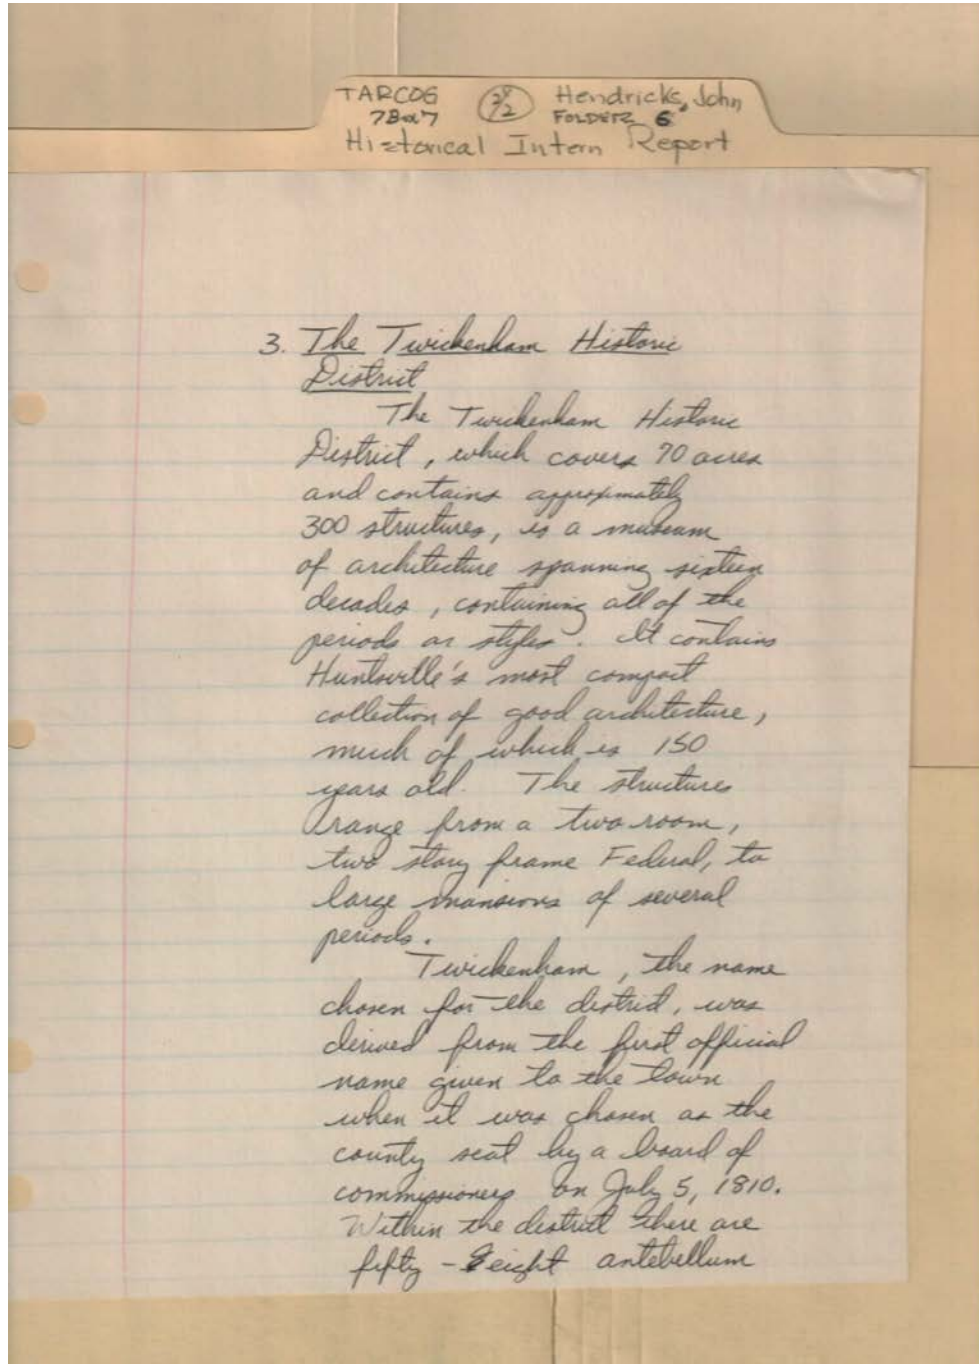 TARCOG Hendricks, John
7B07 FOLDER 6
Historical Intern Report
3. The Twickenham Historic
District
The Twickenham Historic
District, which covers 70 acres
and contains approximately
300 structures, is a museum
of architecture spanning sixteen
decades, containing all of the
periods or styles. It contains
Huntsville's most compact
collection of good architecture,
much of which is 150
years old. The structures
range from a two room,
two story frame Federal, to
large mansions of several
periods.
Twickenham, the name
chosen for the district, was
derived from the first official
name given to the town
when it was chosen as the
county seat by a board of
commissioners on July 5, 1810.
Within the district there are
fifty-eight antebellum